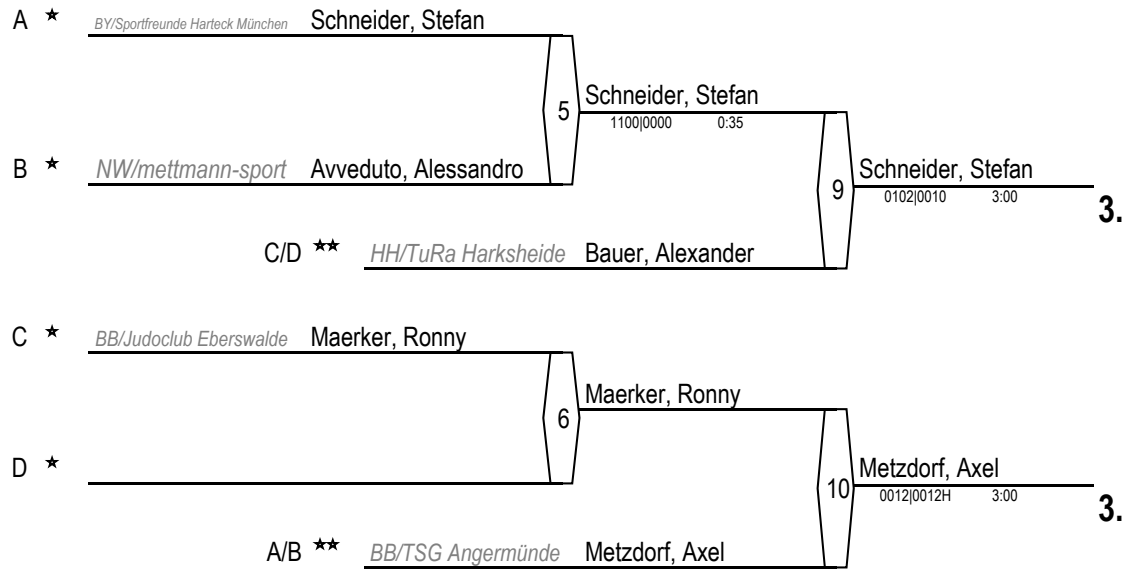 A ★ BY/Sportfreunde Harteck München Schneider, Stefan
5 Schneider, Stefan
1100|0000 0:35
B ★ NW/mettmann-sport Avveduto, Alessandro
9 Schneider, Stefan
0102|0010 3:00
3.
C/D ★★ HH/TuRa Harksheide Bauer, Alexander
C ★ BB/Judoclub Eberswalde Maerker, Ronny
6 Maerker, Ronny
D ★
10 Metzdorf, Axel
0012|0012H 3:00
3.
A/B ★★ BB/TSG Angermünde Metzdorf, Axel